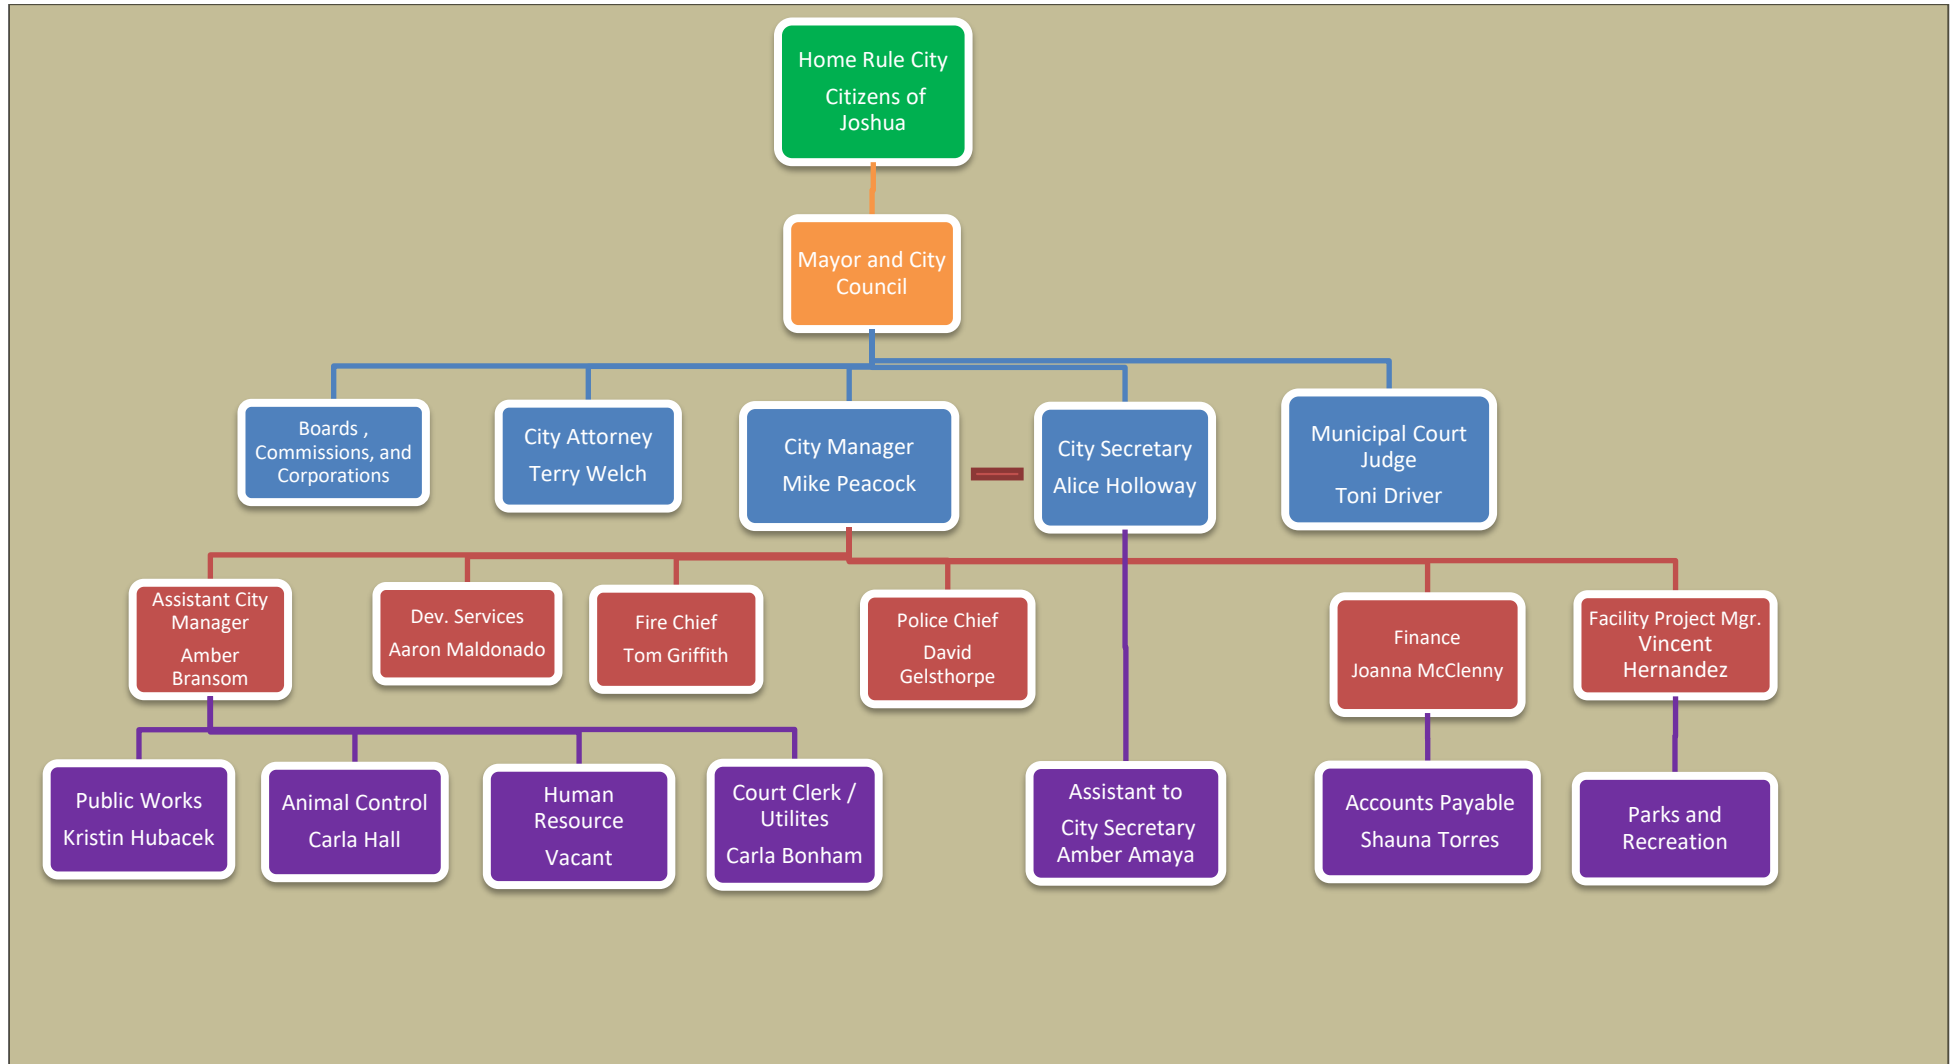 Home Rule City
Citizens of
Joshua
Mayor and City
Council
Boards ,
Commissions, and
Corporations
City Attorney
Terry Welch
City Manager
Mike Peacock
City Secretary
Alice Holloway
Municipal Court
Judge
Toni Driver
Assistant City
Manager
Amber
Bransom
Dev. Services
Aaron Maldonado
Fire Chief
Tom Griffith
Police Chief
David
Gelsthorpe
Finance
Joanna McClenny
Facility Project Mgr.
Vincent
Hernandez
Public Works
Kristin Hubacek
Animal Control
Carla Hall
Human
Resource
Vacant
Court Clerk /
Utilites
Carla Bonham
Assistant to
City Secretary
Amber Amaya
Accounts Payable
Shauna Torres
Parks and
Recreation